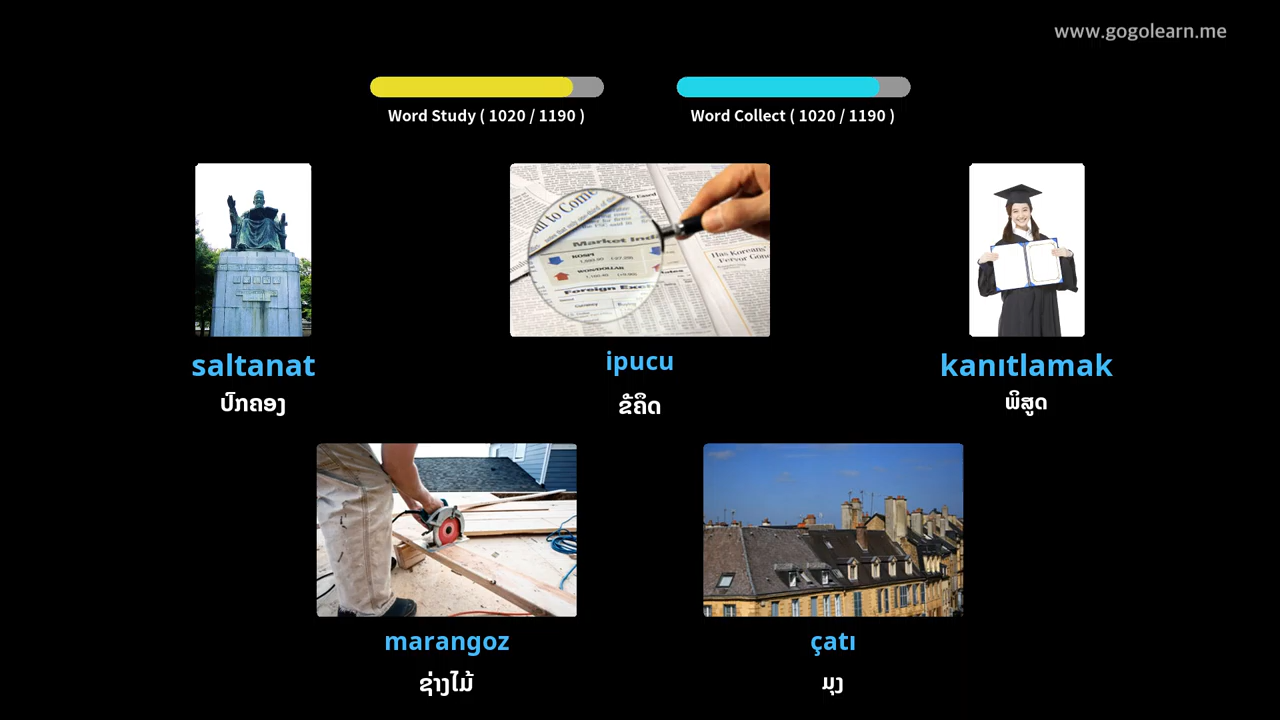 www.gogolearn.me
Word Study ( 1020 / 1190 )
Word Collect ( 1020 / 1190 )
saltanat
ປົກຄອງ
ipucu
ຂໍ້ຄຶດ
kanıtlamak
ພິສູດ
marangoz
ຊ່າງໄມ້
çatı
ມຸງ